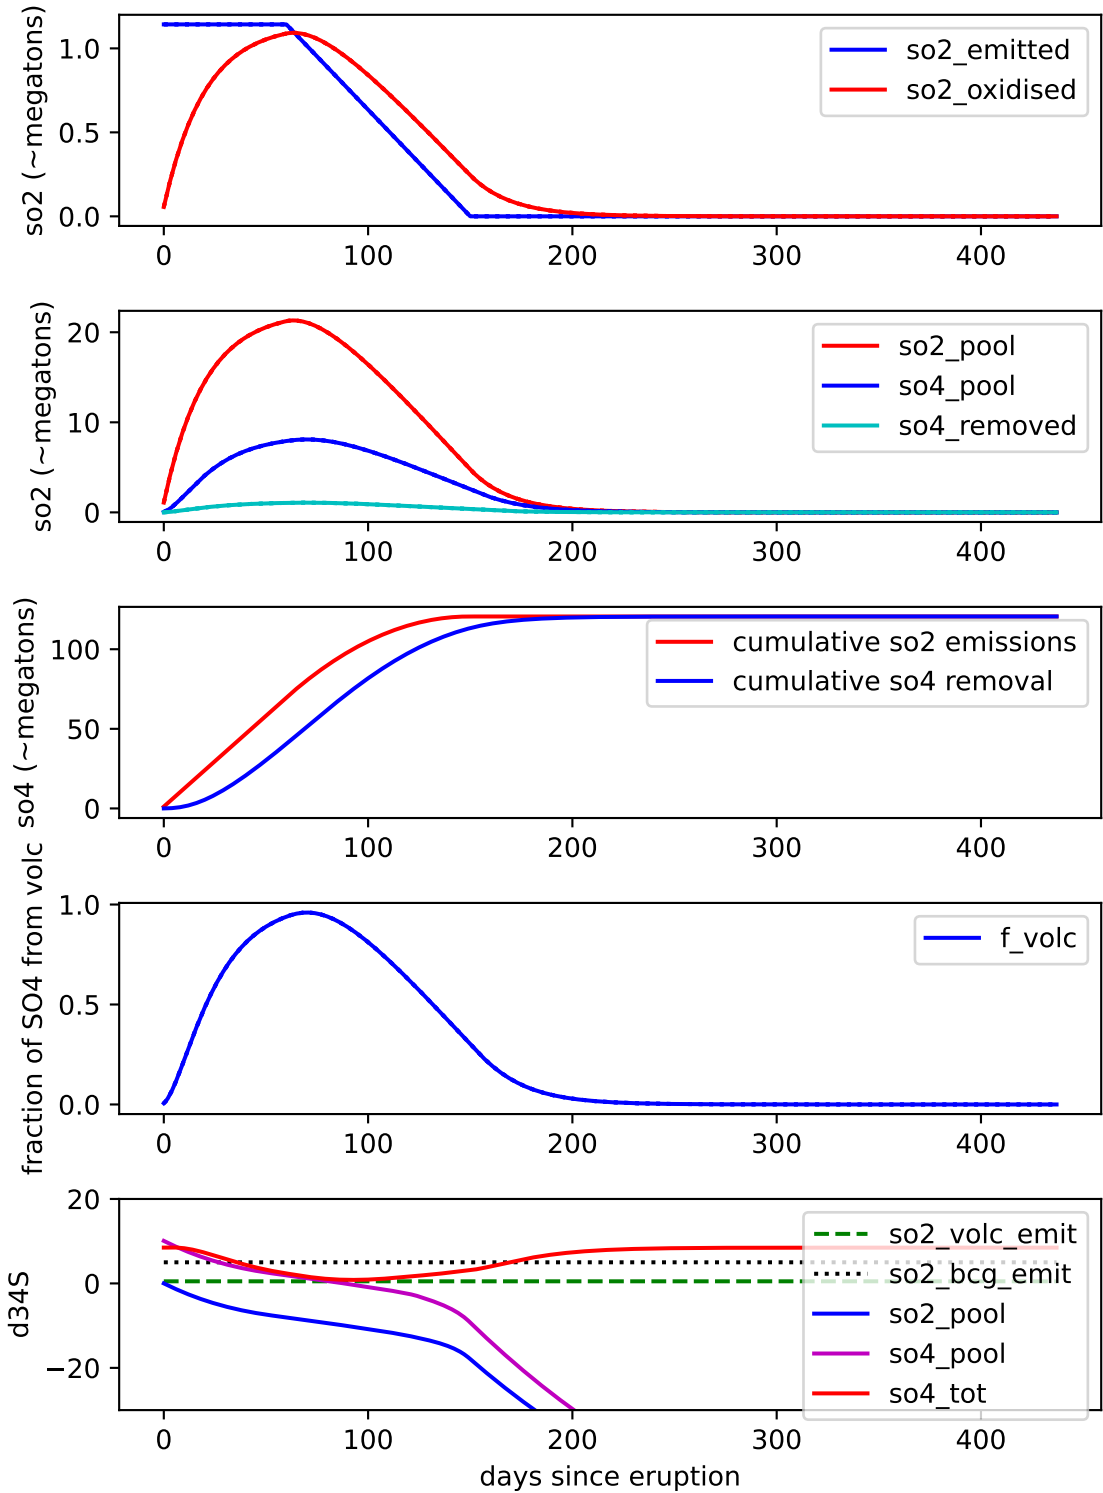 so2 (~megatons)
1.0
0.5
0.0
so2_emitted
so2_oxidised
0 100 200 300 400
so2 (~megatons)
20
10
0
so2_pool
so4_pool
so4_removed
0 100 200 300 400
so4 (~megatons)
100
50
0
cumulative so2 emissions
cumulative so4 removal
0 100 200 300 400
fraction of SO4 from volc
1.0
0.5
0.0
f_volc
0 100 200 300 400
d34S
20
0
−20
so2_volc_emit
so2_bcg_emit
so2_pool
so4_pool
so4_tot
0 100 200 300 400
days since eruption